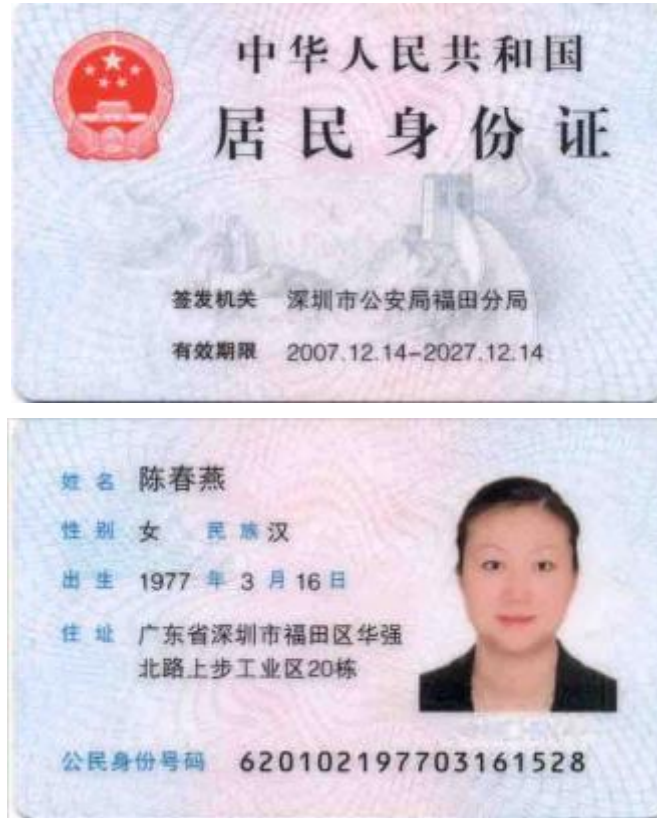 中华人民共和国
居民身份证
签发机关 深圳市公安局福田分局
有效期限 2007.12.14-2027.12.14
姓名 陈春燕
性别 女 民族 汉
出生 1977 年 3 月 16 日
住址 广东省深圳市福田区华强
北路上步工业区20栋
公民身份号码 620102197703161528